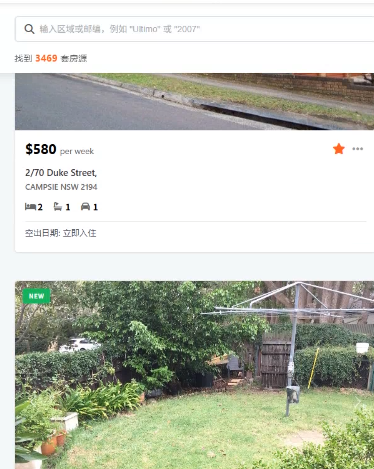 输入区域或邮编，例如 "Ultimo" 或 "2007"
找到 3469 套房源
$580 per week
2/70 Duke Street,
CAMPSIE NSW 2194
2 1 1
空出日期: 立即入住
NEW